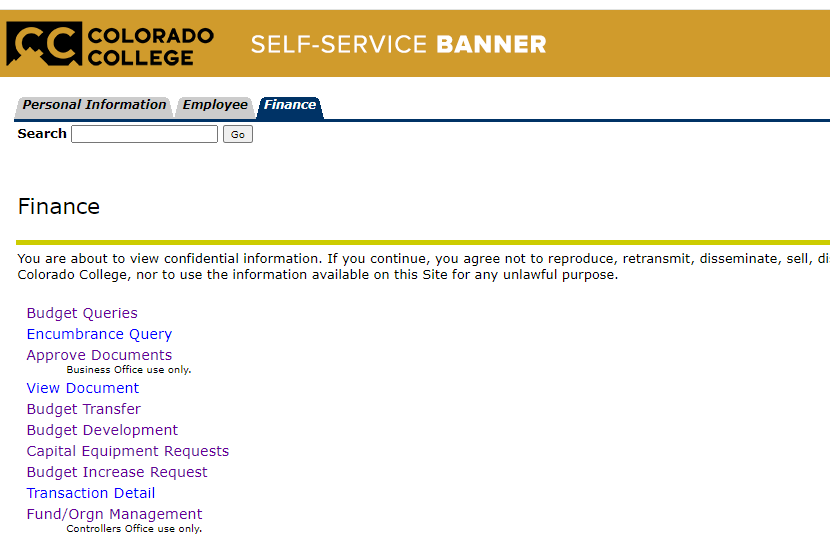 COLORADO
COLLEGE
SELF-SERVICE BANNER
Personal Information Employee Finance
Search Go
Finance
You are about to view confidential information. If you continue, you agree not to reproduce, retransmit, disseminate, sell, di
Colorado College, nor to use the information available on this Site for any unlawful purpose.
Budget Queries
Encumbrance Query
Approve Documents
Business Office use only.
View Document
Budget Transfer
Budget Development
Capital Equipment Requests
Budget Increase Request
Transaction Detail
Fund/Orgn Management
Controllers Office use only.